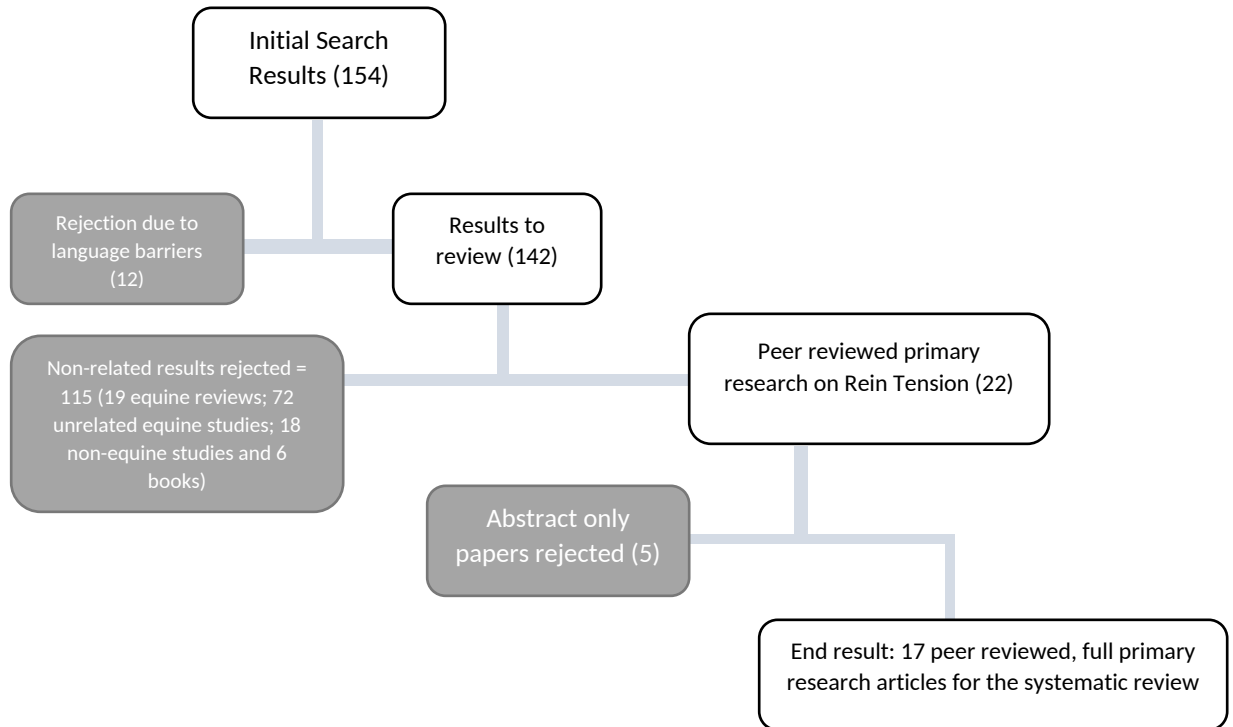 Initial Search
Results (154)
Rejection due to
language barriers
(12)
Results to
review (142)
Non-related results rejected =
115 (19 equine reviews; 72
unrelated equine studies; 18
non-equine studies and 6
books)
Peer reviewed primary
research on Rein Tension (22)
Abstract only
papers rejected (5)
End result: 17 peer reviewed, full primary
research articles for the systematic review